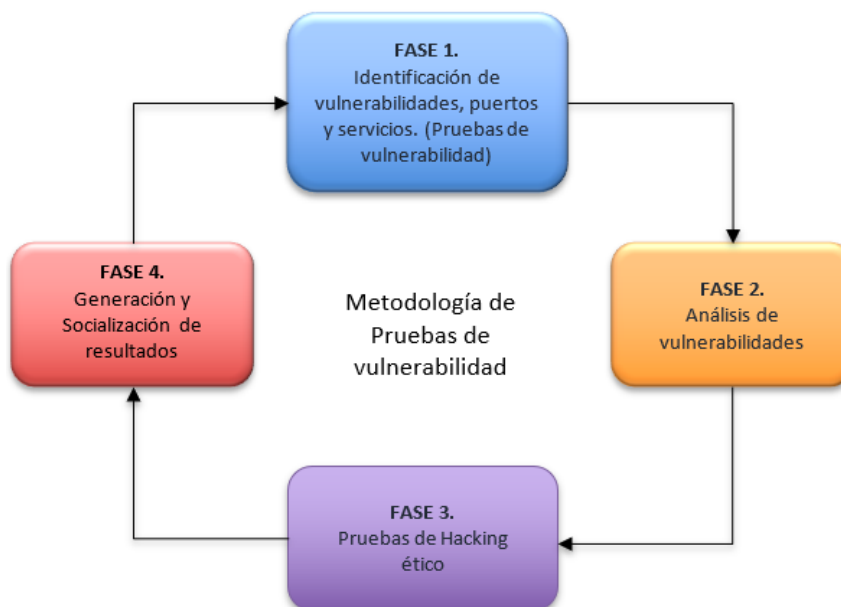 FASE 1.
Identificación de
vulnerabilidades, puertos
y servicios. (Pruebas de
vulnerabilidad)
FASE 2.
Análisis de
vulnerabilidades
FASE 3.
Pruebas de Hacking
ético
FASE 4.
Generación y
Socialización de
resultados
Metodología de
Pruebas de
vulnerabilidad